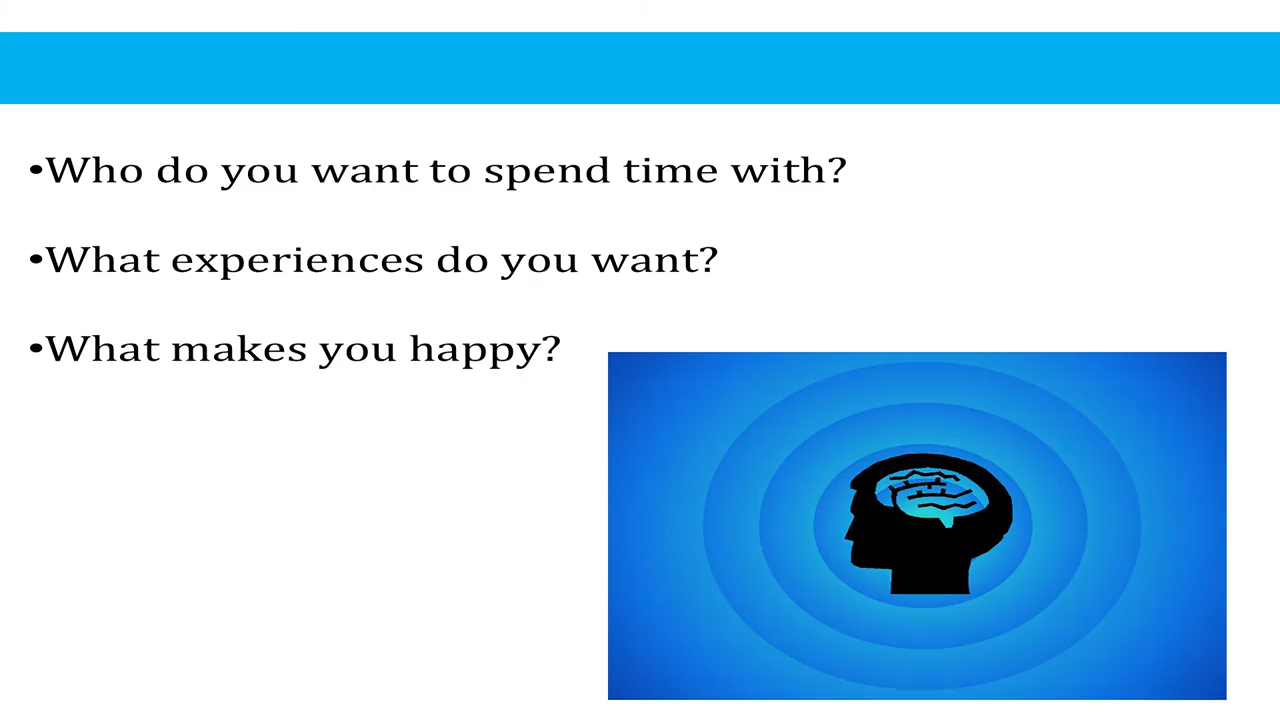 •Who do you want to spend time with?
•What experiences do you want?
•What makes you happy?